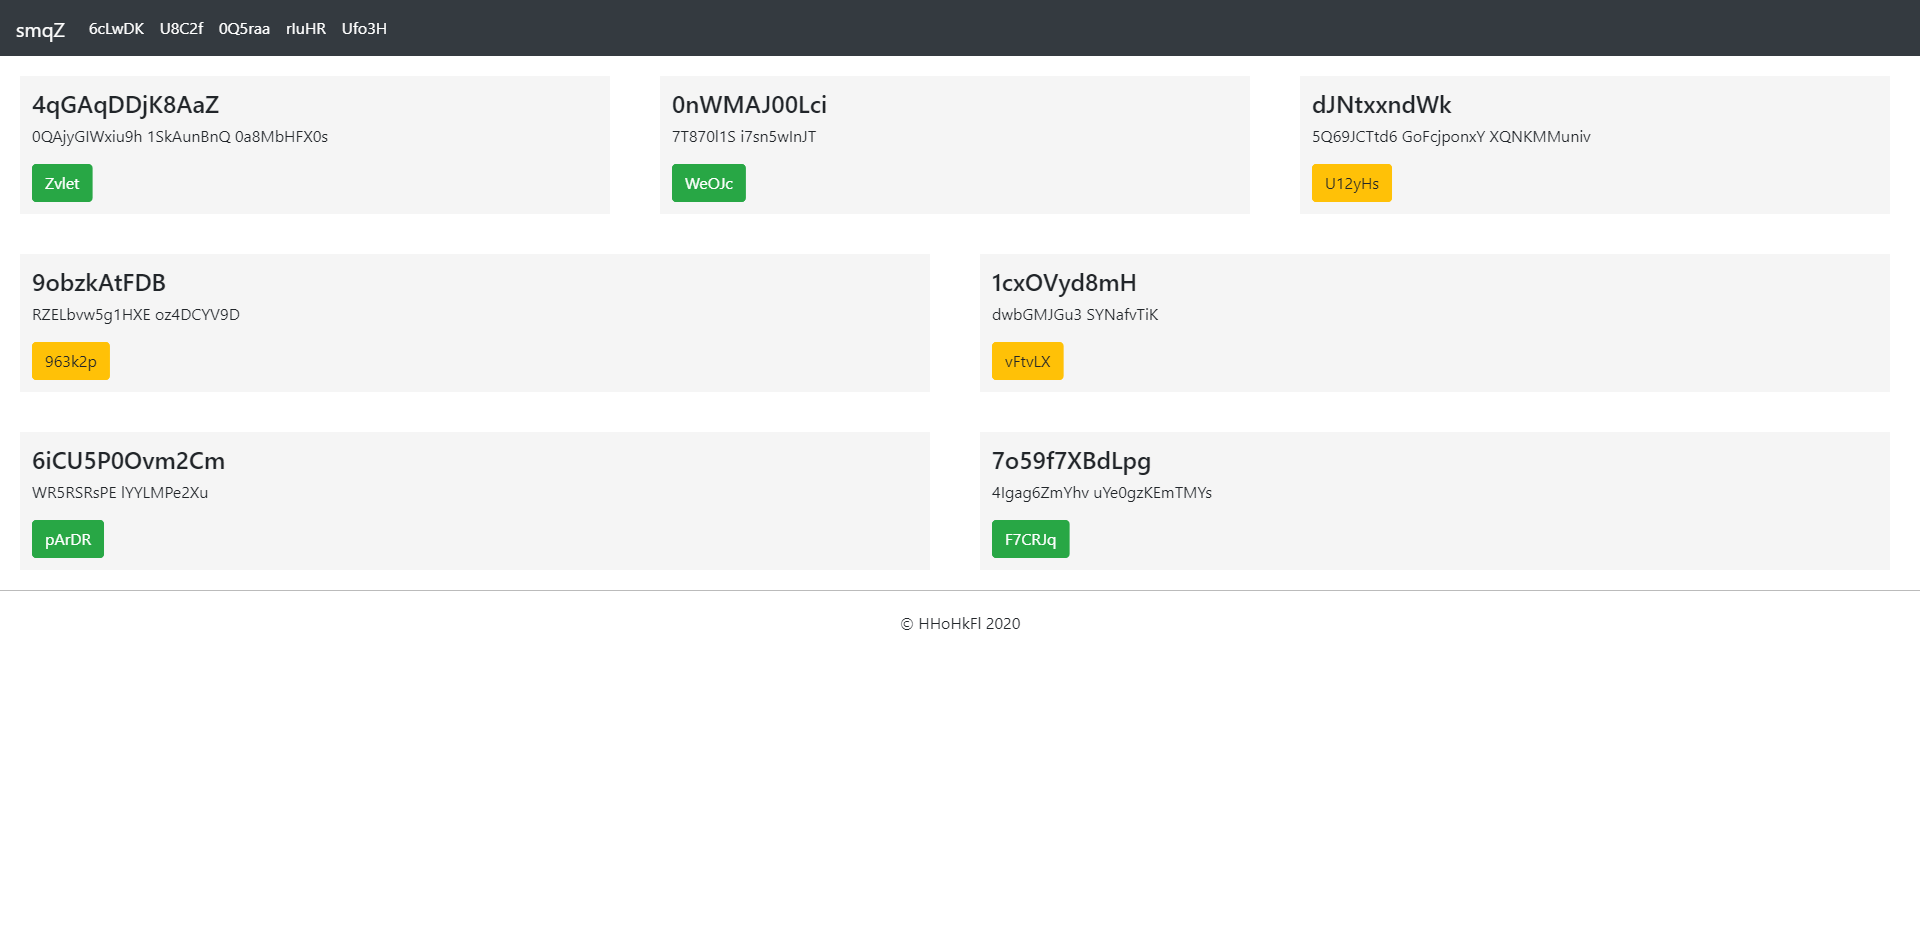 smqZ 6cLwDK U8C2f 0Q5raa rIuHR Ufo3H
4qGAqDDjK8AaZ
0QAjyGIWxiu9h 1SkAunBnQ 0a8MbHFX0s
Zvlet
0nWMAJ00Lci
7T870l1S i7sn5wInJT
WeOJc
dJNtxxndWk
5Q69JCTtd6 GoFcjponxY XQNKMMuniv
U12yHs
9obzkAtFDB
RZELbvw5g1HXE oz4DCYV9D
963k2p
1cxOVyd8mH
dwbGMJGu3 SYNafvTiK
vFtvLX
6iCU5P0Ovm2Cm
WR5RSRsPE lYYLMPe2Xu
pArDR
7o59f7XBdLpg
4Igag6ZmYhv uYe0gzKEmTMYs
F7CRJq
© HHoHkFl 2020